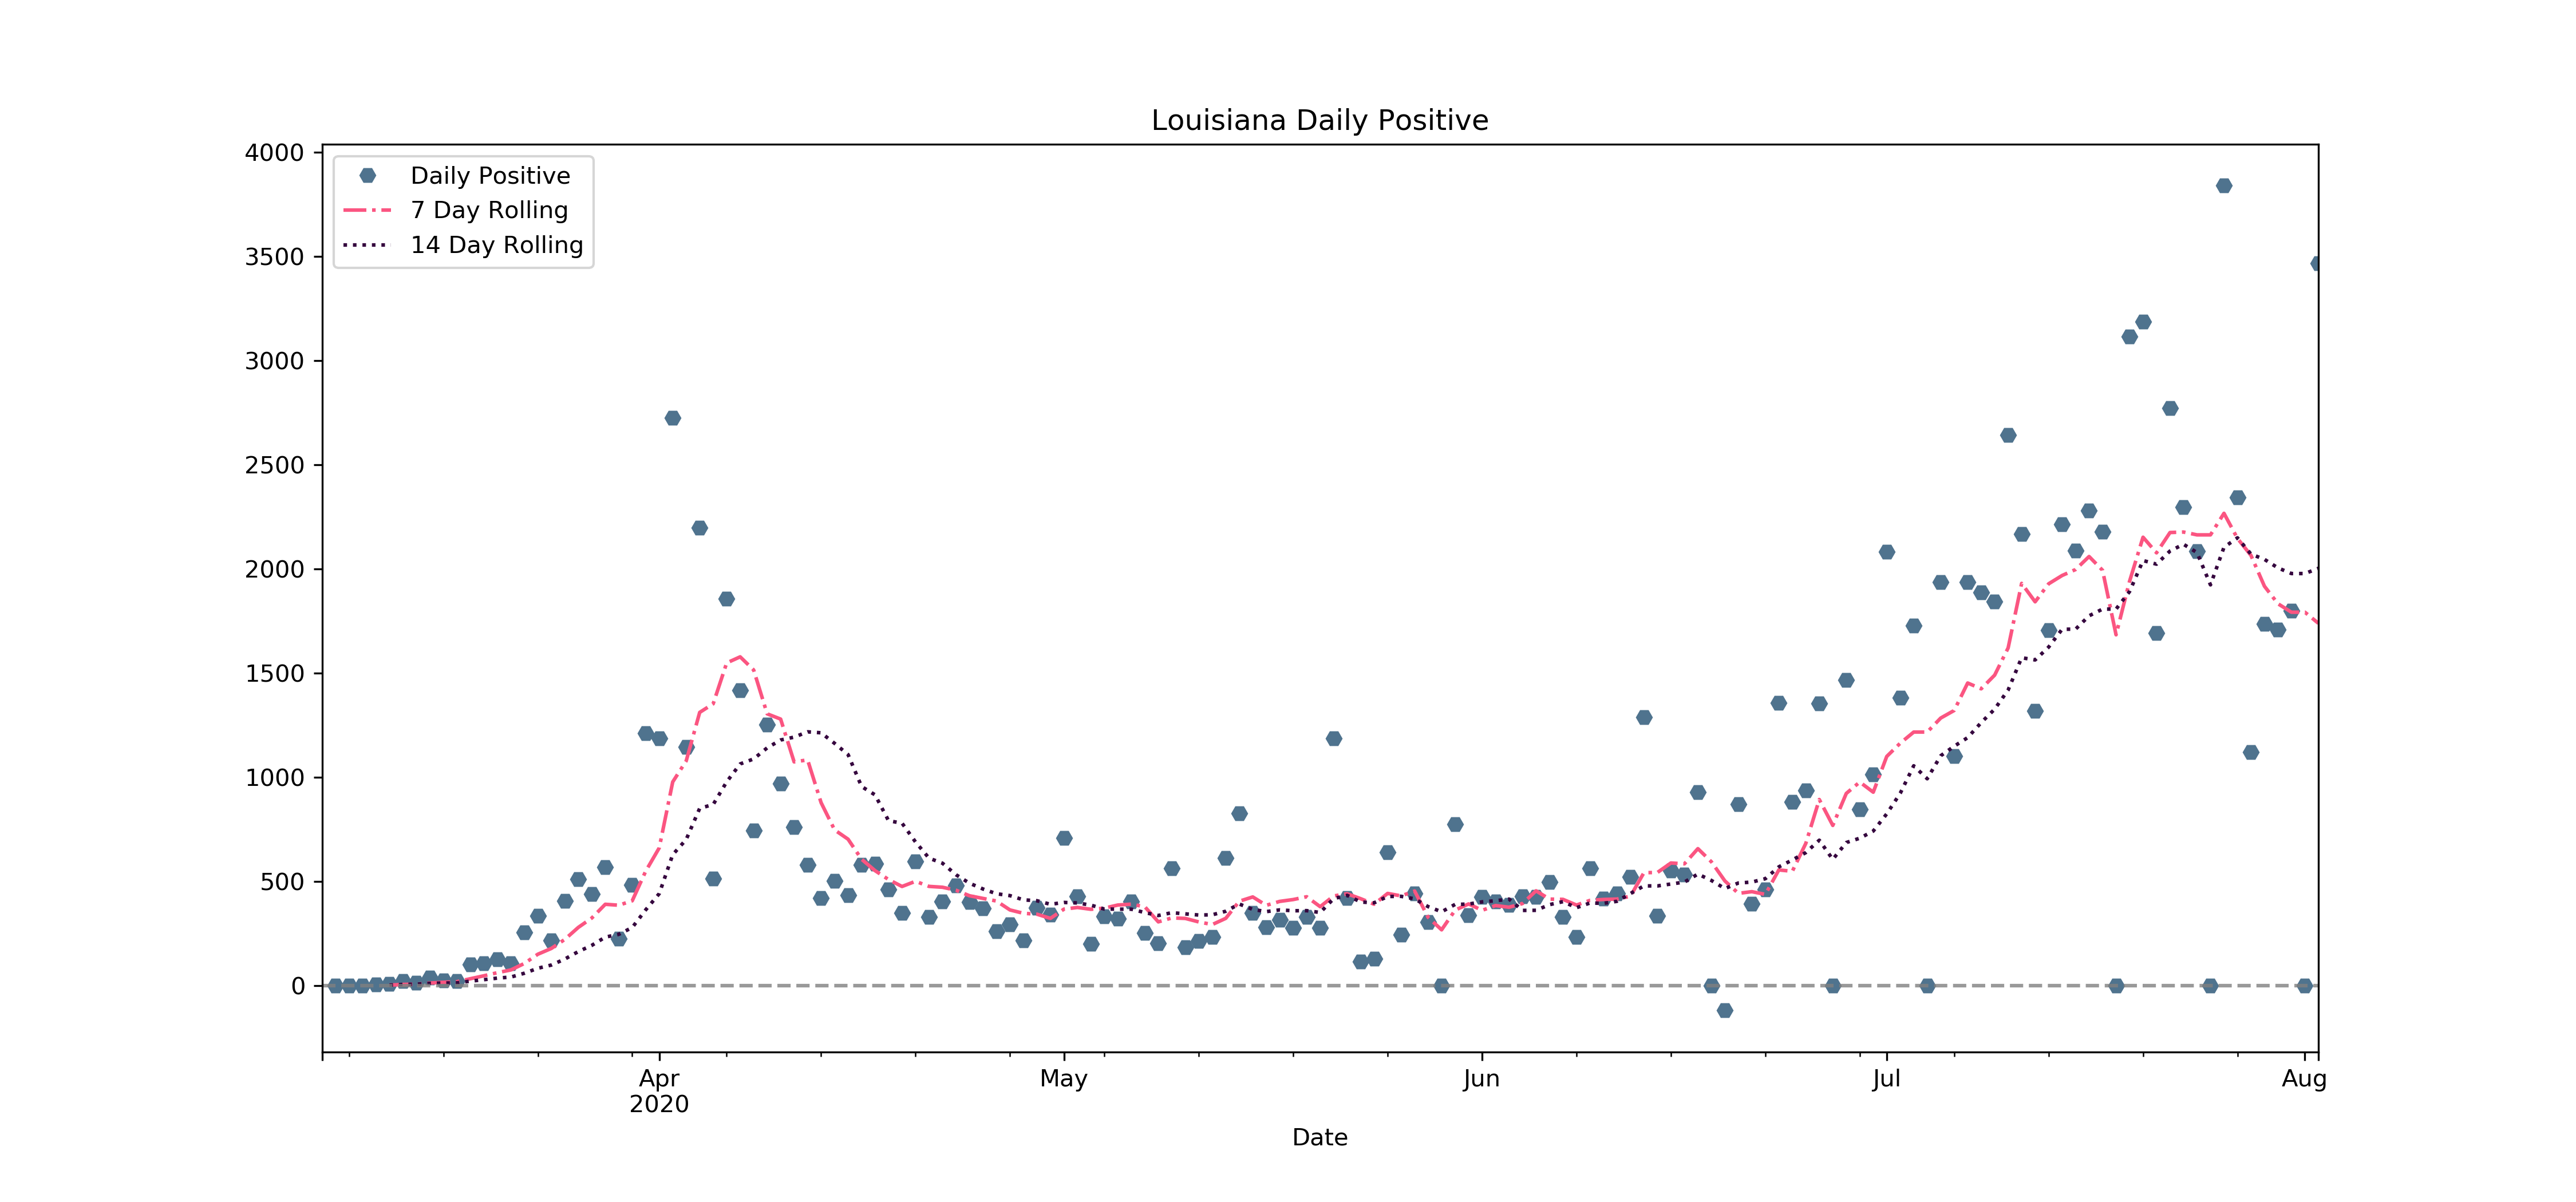 Louisiana Daily Positive
4000
3500
3000
2500
2000
1500
1000
500
0
Daily Positive
7 Day Rolling
14 Day Rolling
Apr
2020
May
Jun
Jul
Aug
Date